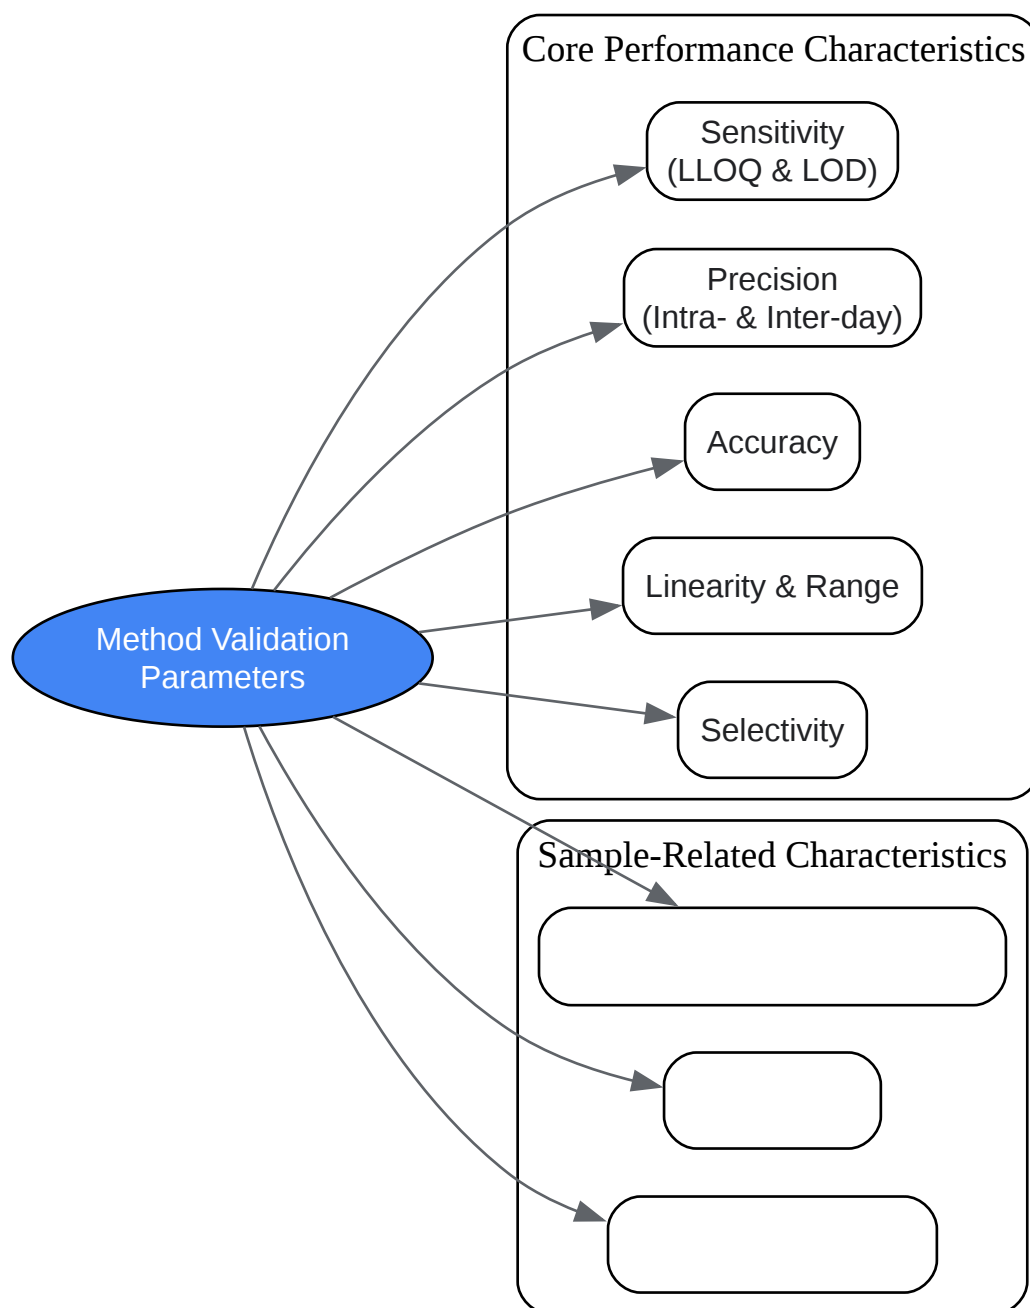 Core Performance Characteristics
Sensitivity
(LLOQ & LOD)
Precision
(Intra- & Inter-day)
Accuracy
Linearity & Range
Method Validation
Parameters
Selectivity
Sample-Related Characteristics